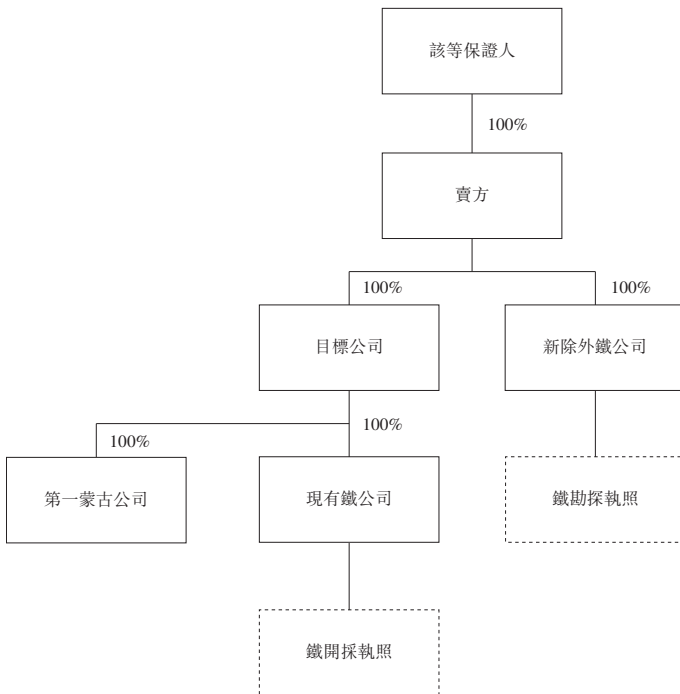 該等保證人
100%
賣方
100%
100%
目標公司
新除外鐵公司
100%
100%
第一蒙古公司
現有鐵公司
鐵勘探執照
鐵開採執照